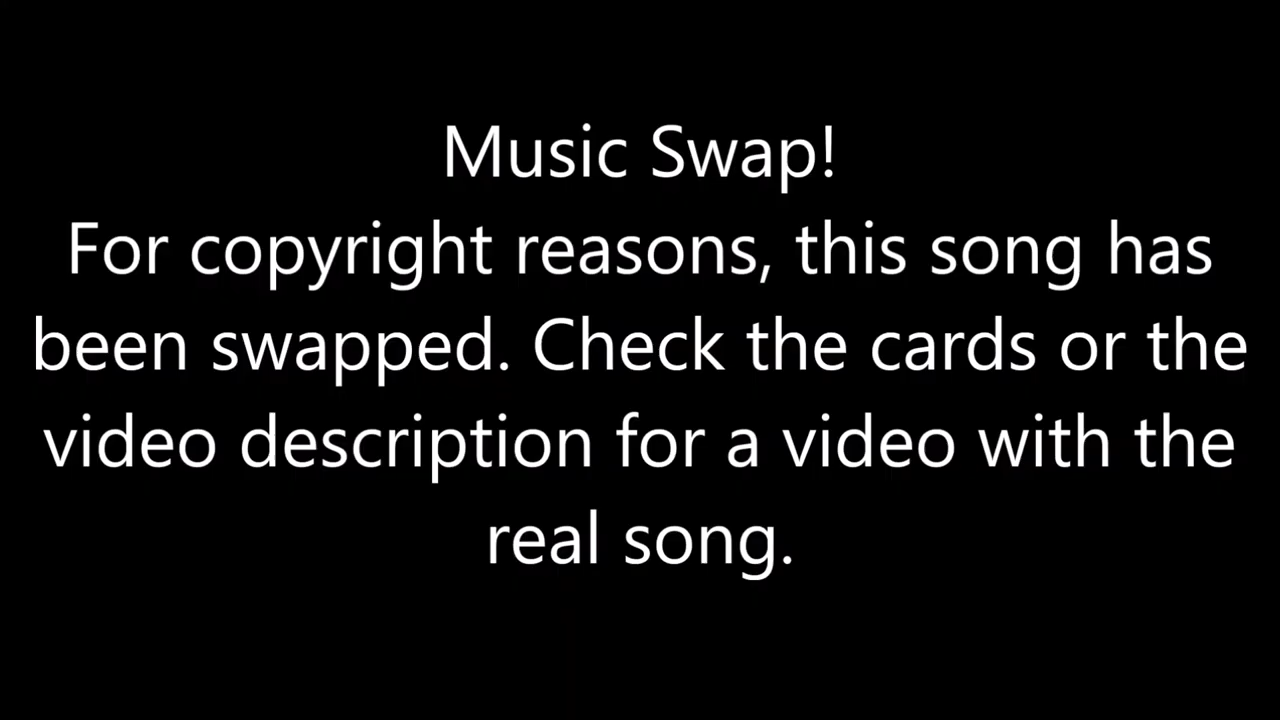 Music Swap!
For copyright reasons, this song has
been swapped. Check the cards or the
video description for a video with the
real song.